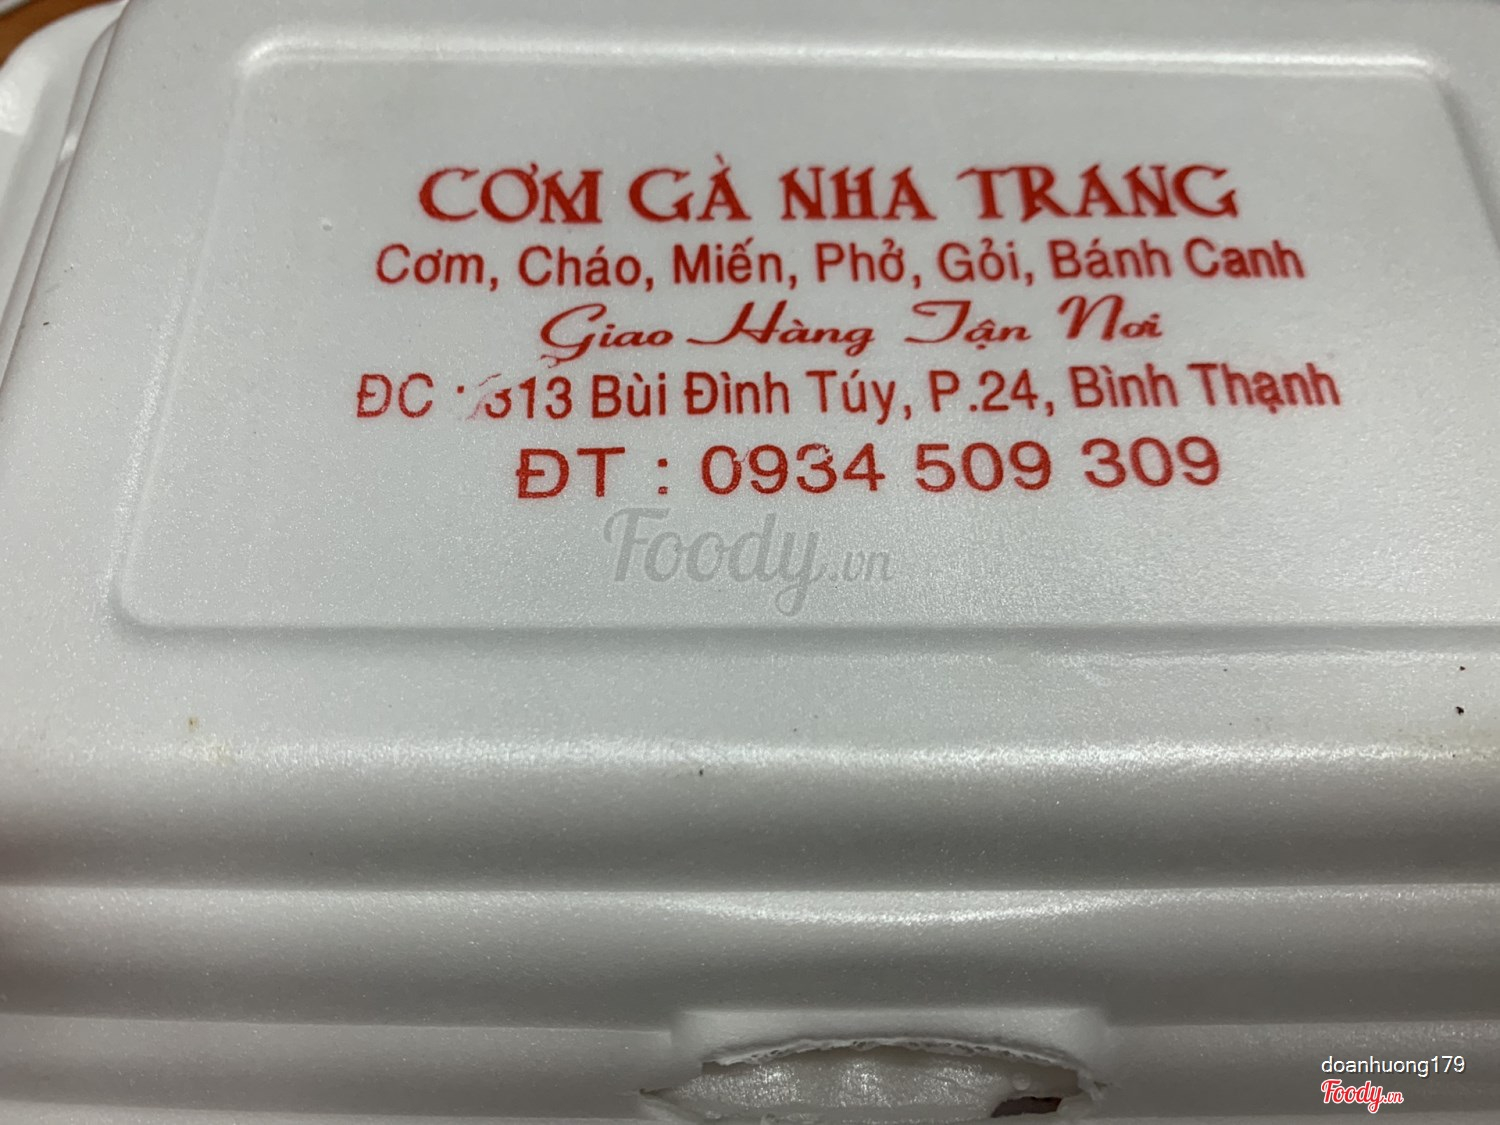 CƠM GÀ NHA TRANG
Cơm, Cháo, Miến, Phở, Gỏi, Bánh Canh
Giao Hàng Tận Nơi
ĐC : 313 Bùi Đình Túy, P.24, Bình Thạnh
ĐT : 0934 509 309
Foody.vn
doanhuong179
Foody.vn